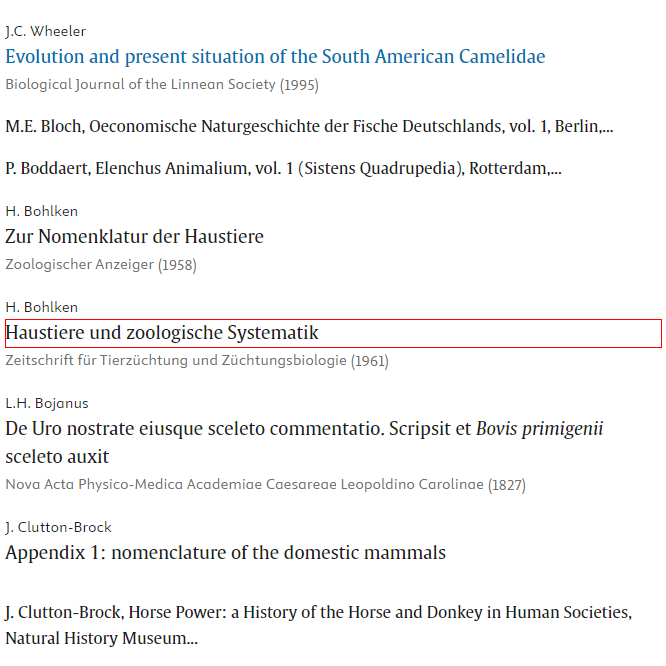 J.C. Wheeler
Evolution and present situation of the South American Camelidae
Biological Journal of the Linnean Society (1995)
M.E. Bloch, Oeconomische Naturgeschichte der Fische Deutschlands, vol. 1, Berlin,...
P. Boddaert, Elenchus Animalium, vol. 1 (Sistens Quadrupedia), Rotterdam,...
H. Bohlken
Zur Nomenklatur der Haustiere
Zoologischer Anzeiger (1958)
H. Bohlken
Haustiere und zoologische Systematik
Zeitschrift für Tierzüchtung und Züchtungsbiologie (1961)
L.H. Bojanus
De Uro nostrate eiusque sceleto commentatio. Scripsit et Bovis primigenii
sceleto auxit
Nova Acta Physico-Medica Academiae Caesareae Leopoldino Carolinae (1827)
J. Clutton-Brock
Appendix 1: nomenclature of the domestic mammals
J. Clutton-Brock, Horse Power: a History of the Horse and Donkey in Human Societies,
Natural History Museum...